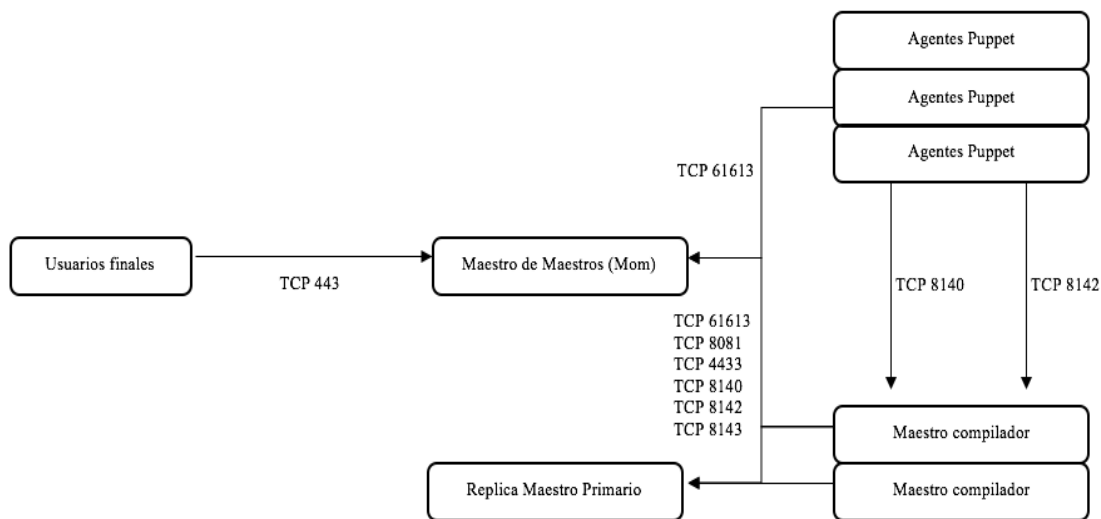 Agentes Puppet
Agentes Puppet
Agentes Puppet
TCP 61613
Usuarios finales
TCP 443
Maestro de Maestros (Mom)
TCP 8140
TCP 8142
TCP 61613
TCP 8081
TCP 4433
TCP 8140
TCP 8142
TCP 8143
Maestro compilador
Maestro compilador
Replica Maestro Primario